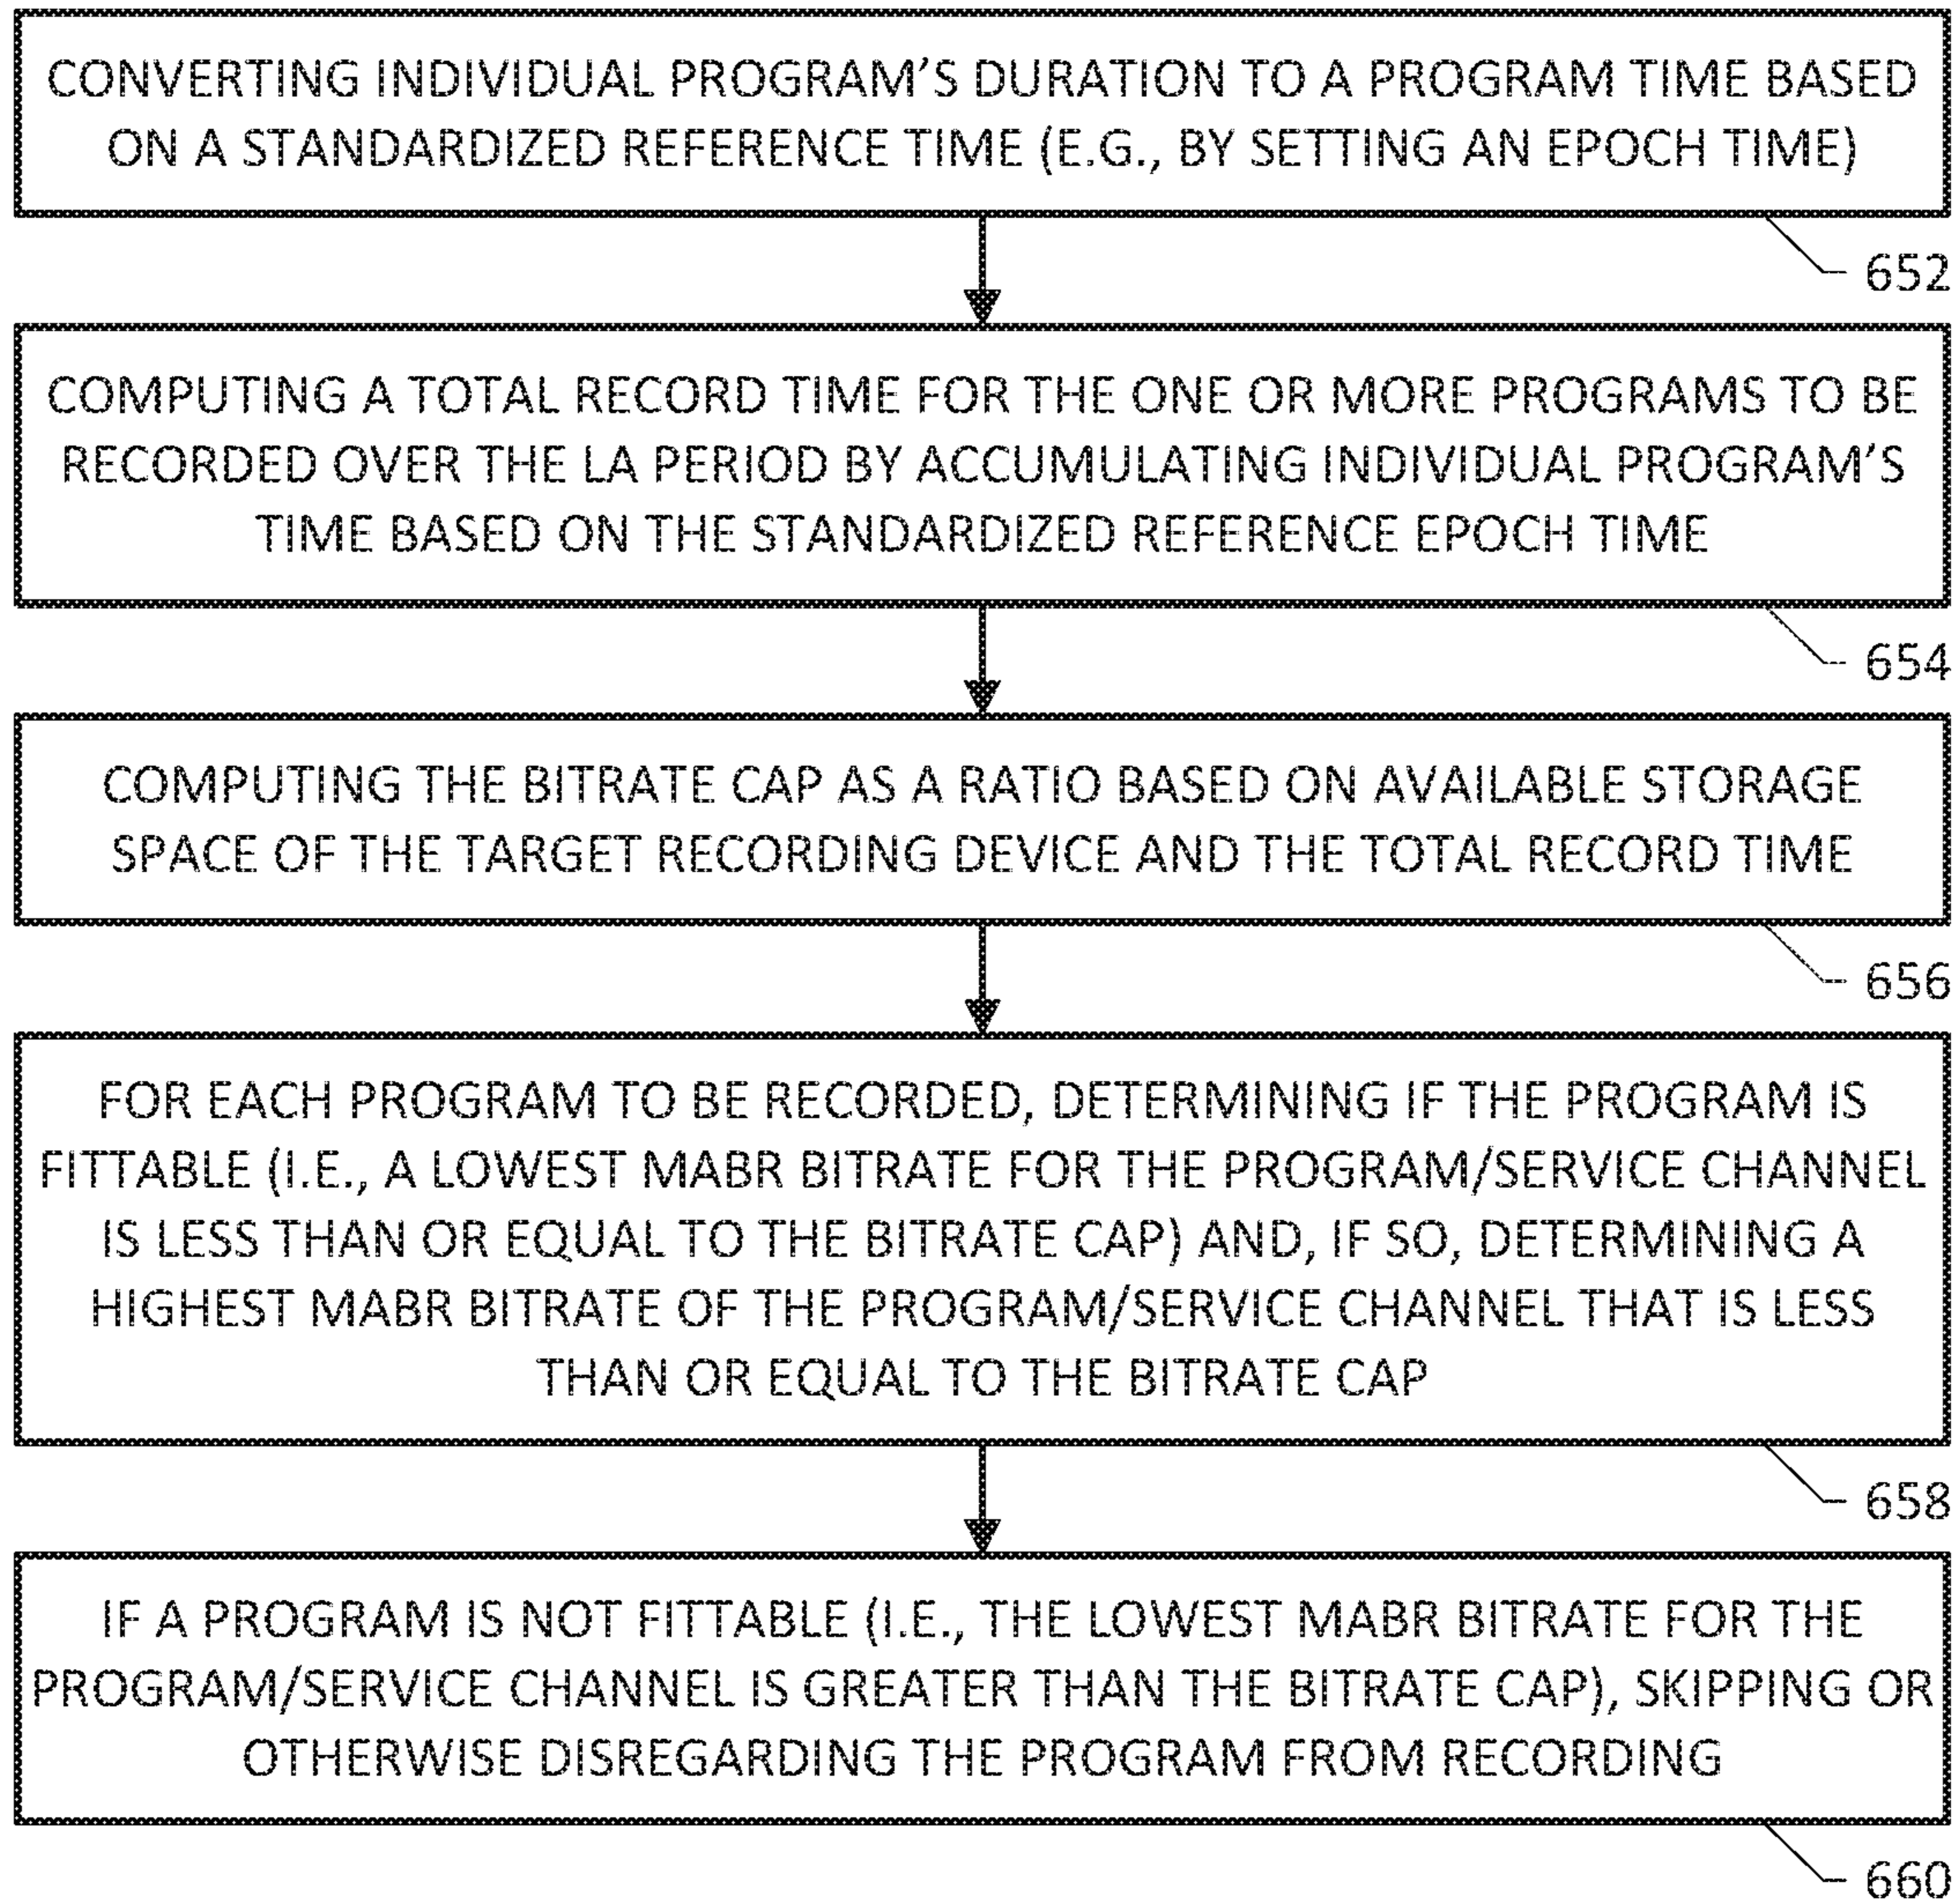 CONVERTING INDIVIDUAL PROGRAM'S DURATION TO A PROGRAM TIME BASED
ON A STANDARDIZED REFERENCE TIME (E.G., BY SETTING AN EPOCH TIME)
652
COMPUTING A TOTAL RECORD TIME FOR THE ONE OR MORE PROGRAMS TO BE
RECORDED OVER THE LA PERIOD BY ACCUMULATING INDIVIDUAL PROGRAM'S
TIME BASED ON THE STANDARDIZED REFERENCE EPOCH TIME
654
COMPUTING THE BITRATE CAP AS A RATIO BASED ON AVAILABLE STORAGE
SPACE OF THE TARGET RECORDING DEVICE AND THE TOTAL RECORD TIME
656
FOR EACH PROGRAM TO BE RECORDED, DETERMINING IF THE PROGRAM IS
FITTABLE (I.E., A LOWEST MABR BITRATE FOR THE PROGRAM/SERVICE CHANNEL
IS LESS THAN OR EQUAL TO THE BITRATE CAP) AND, IF SO, DETERMINING A
HIGHEST MABR BITRATE OF THE PROGRAM/SERVICE CHANNEL THAT IS LESS
THAN OR EQUAL TO THE BITRATE CAP
658
IF A PROGRAM IS NOT FITTABLE (I.E., THE LOWEST MABR BITRATE FOR THE
PROGRAM/SERVICE CHANNEL IS GREATER THAN THE BITRATE CAP), SKIPPING OR
OTHERWISE DISREGARDING THE PROGRAM FROM RECORDING
660